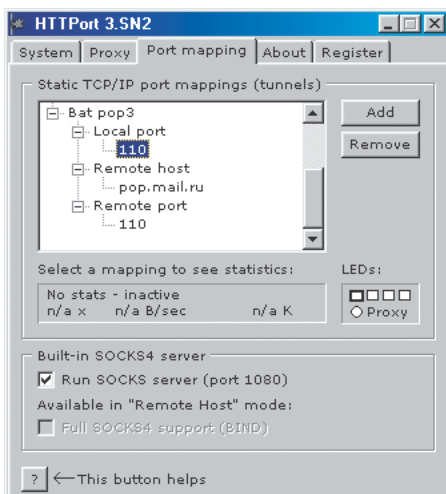 HTTPort 3.SN2
System Proxy Port mapping About Register
Static TCP/IP port mappings (tunnels)
Bat pop3
Local port
110
Remote host
pop.mail.ru
Remote port
110
Add
Remove
Select a mapping to see statistics:
No stats - inactive
n/a x n/a B/sec n/a K
LEDs:
Proxy
Built-in SOCKS4 server
Run SOCKS server (port 1080)
Available in "Remote Host" mode:
Full SOCKS4 support (BIND)
? ←This button helps